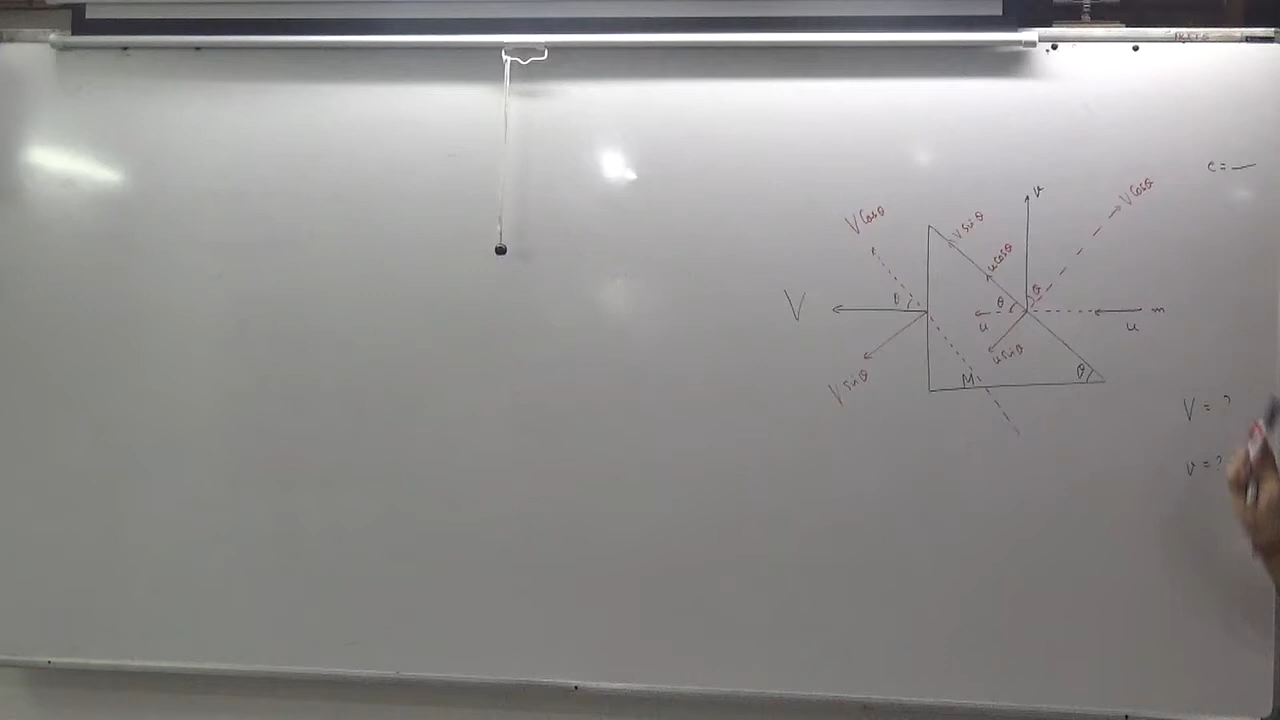 e = —
v
V cosθ
V cosθ
V sinθ
u cosθ
θ
θ
θ
V
u
m
u
u sinθ
V sinθ
M
θ
V = ?
v = ?